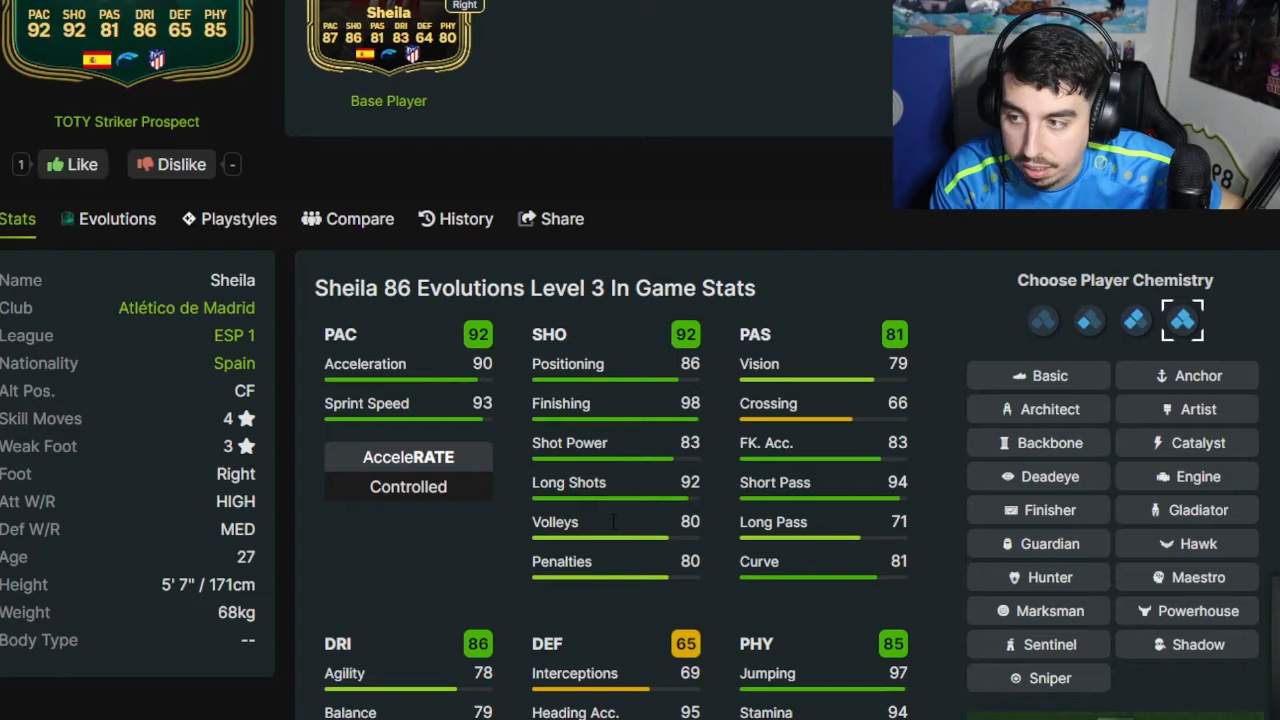 PAC SHO PAS DRI DEF PHY
92 92 81 86 65 85
Sheila
Right
PAC SHO PAS DRI DEF PHY
87 86 81 83 64 80
TOTY Striker Prospect
Base Player
1 Like Dislike -
Stats Evolutions Playstyles Compare History Share
Name Sheila
Club Atlético de Madrid
League ESP 1
Nationality Spain
Alt Pos. CF
Skill Moves 4
Weak Foot 3
Foot Right
Att W/R HIGH
Def W/R MED
Age 27
Height 5' 7" / 171cm
Weight 68kg
Body Type --
Sheila 86 Evolutions Level 3 In Game Stats
PAC 92
Acceleration 90
Sprint Speed 93
AcceleRATE
Controlled
SHO 92
Positioning 86
Finishing 98
Shot Power 83
Long Shots 92
Volleys 80
Penalties 80
PAS 81
Vision 79
Crossing 66
FK. Acc. 83
Short Pass 94
Long Pass 71
Curve 81
DRI 86
Agility 78
Balance 79
DEF 65
Interceptions 69
Heading Acc. 95
PHY 85
Jumping 97
Stamina 94
Choose Player Chemistry
Basic Anchor
Architect Artist
Backbone Catalyst
Deadeye Engine
Finisher Gladiator
Guardian Hawk
Hunter Maestro
Marksman Powerhouse
Sentinel Shadow
Sniper